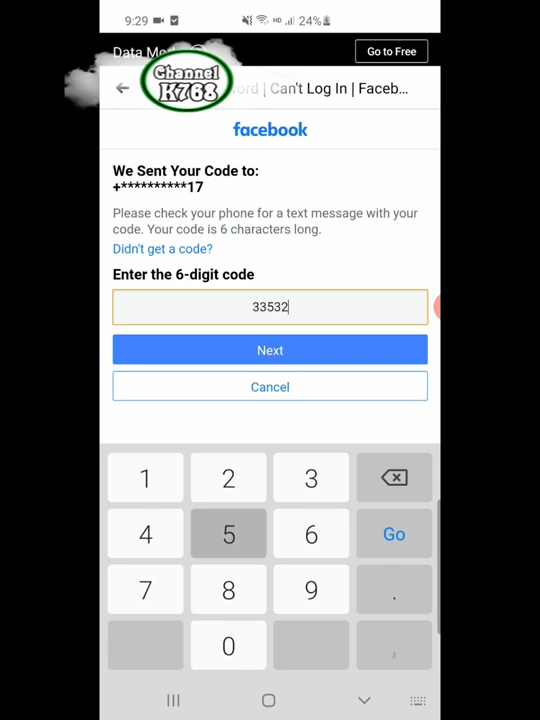 9:29 HD 24%
Data Mo Go to Free
Channel
K768
ord | Can't Log In | Faceb...
facebook
We Sent Your Code to:
+**********17
Please check your phone for a text message with your
code. Your code is 6 characters long.
Didn't get a code?
Enter the 6-digit code
33532
Next
Cancel
1 2 3
4 5 6 Go
7 8 9 .
0 ,